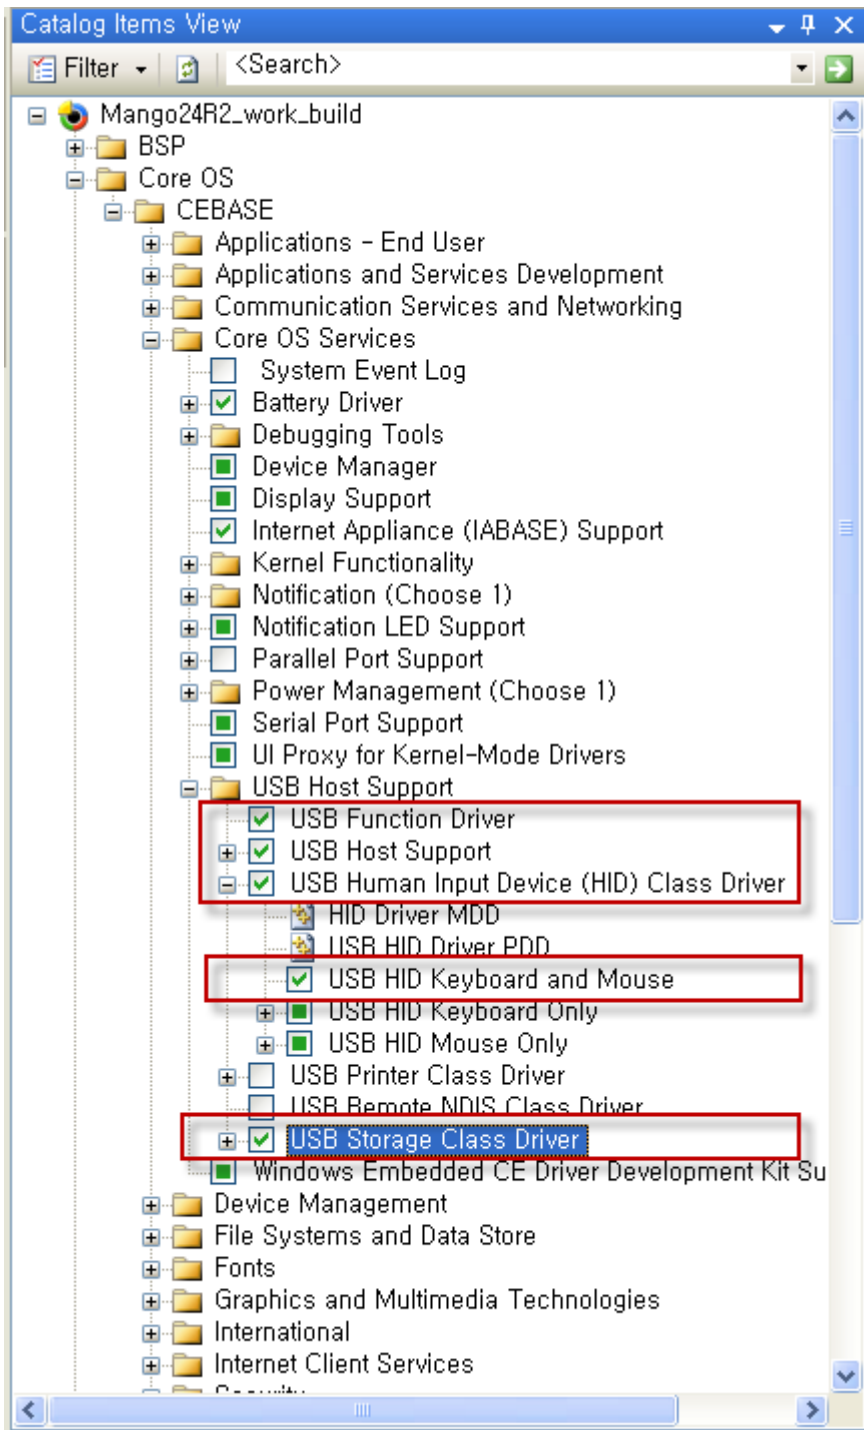 Catalog Items View
Filter
<Search>
Mango24R2_work_build
BSP
Core OS
CEBASE
Applications - End User
Applications and Services Development
Communication Services and Networking
Core OS Services
System Event Log
Battery Driver
Debugging Tools
Device Manager
Display Support
Internet Appliance (IABASE) Support
Kernel Functionality
Notification (Choose 1)
Notification LED Support
Parallel Port Support
Power Management (Choose 1)
Serial Port Support
UI Proxy for Kernel-Mode Drivers
USB Host Support
USB Function Driver
USB Host Support
USB Human Input Device (HID) Class Driver
HID Driver MDD
USB HID Driver PDD
USB HID Keyboard and Mouse
USB HID Keyboard Only
USB HID Mouse Only
USB Printer Class Driver
USB Remote NDIS Class Driver
USB Storage Class Driver
Windows Embedded CE Driver Development Kit Su
Device Management
File Systems and Data Store
Fonts
Graphics and Multimedia Technologies
International
Internet Client Services